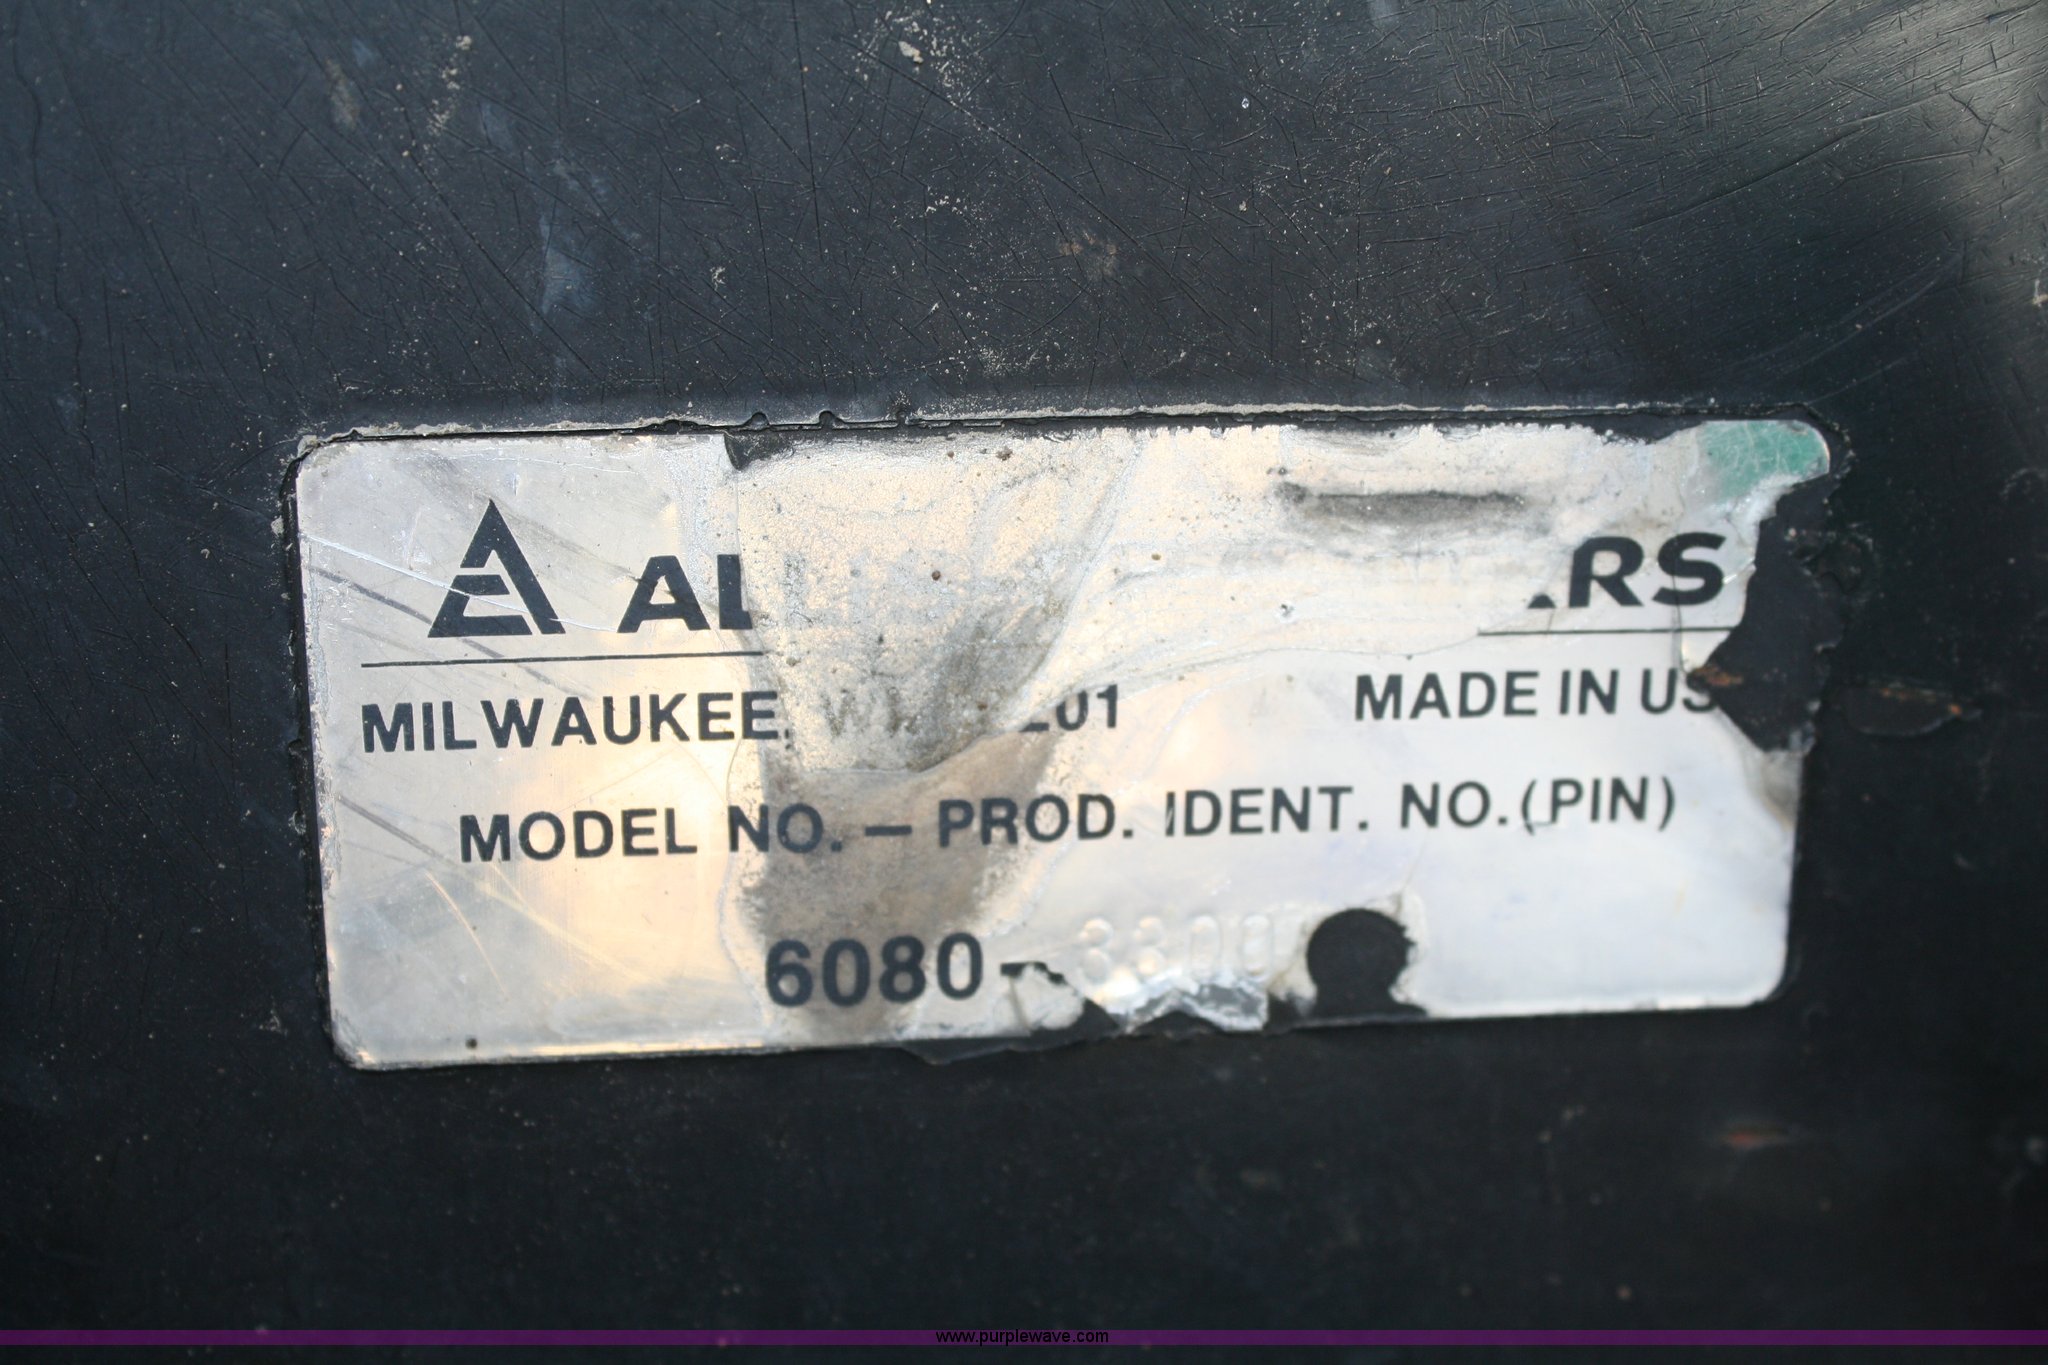 AL RS
MILWAUKEE, W 201 MADE IN US
MODEL NO. — PROD. IDENT. NO. (PIN)
6080-
www.purplewave.com